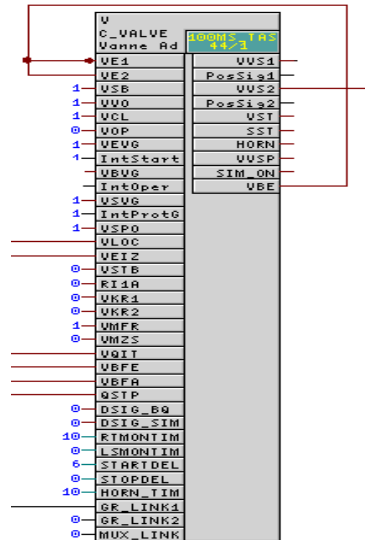 V
C_VALVE
Vanne Ad
100MS_TAS
44/1
VE1 VVS1
VE2 PosSig1
1 VSB VVS2
1 VVO PosSig2
1 VCL VST
0 VOP SST
1 VEVG HORN
1 IntStart VVSP
VBVG SIM_ON
IntOper VBE
1 VSVG
1 IntProtG
1 VSPO
VLOC
VEIZ
0 VSTB
0 RI1A
0 VKR1
0 VKR2
1 VMFR
0 VMZS
VQIT
VBFE
VBFA
QSTP
0 DSIG_BQ
0 DSIG_SIM
10 RTMONTIM
0 LSMONTIM
6 STARTDEL
0 STOPDEL
10 HORN_TIM
GR_LINK1
0 GR_LINK2
0 MUX_LINK